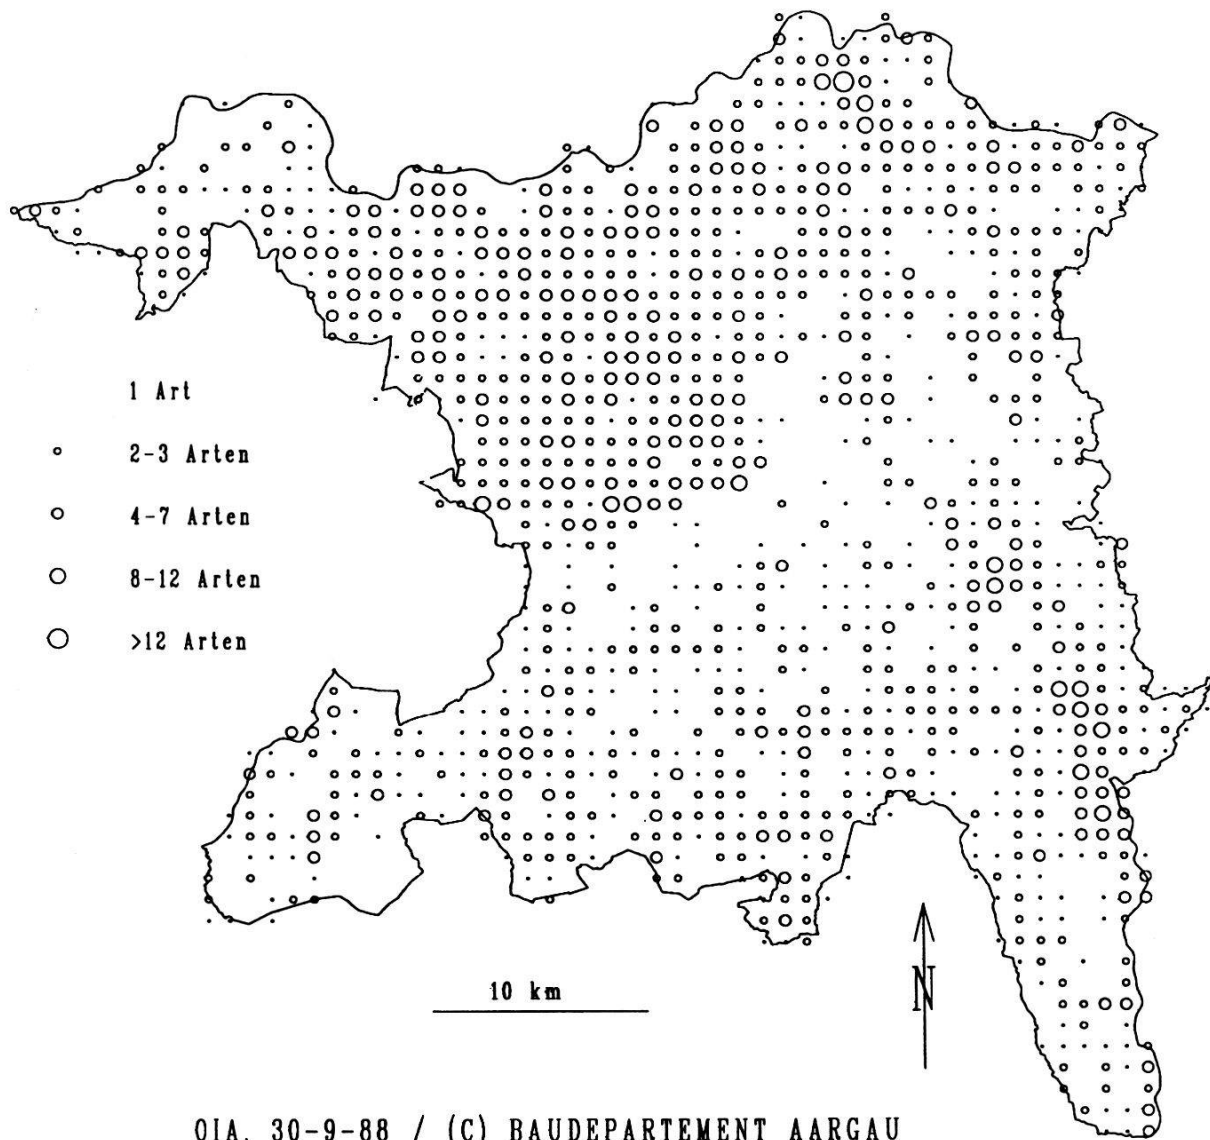 1 Art
2-3 Arten
4-7 Arten
8-12 Arten
>12 Arten
10 km
N
OIA, 30-9-88 / (C) BAUDEPARTEMENT AARGAU